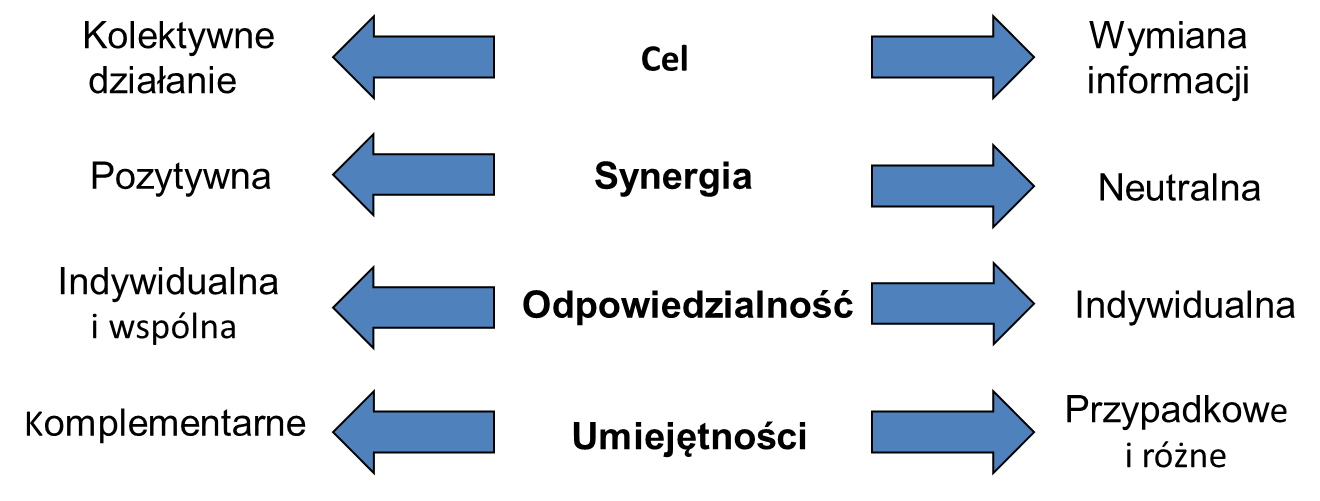 Kolektywne
działanie
Cel
Wymiana
informacji
Pozytywna
Synergia
Neutralna
Indywidualna
i wspólna
Odpowiedzialność
Indywidualna
Komplementarne
Umiejętności
Przypadkowe
i różne